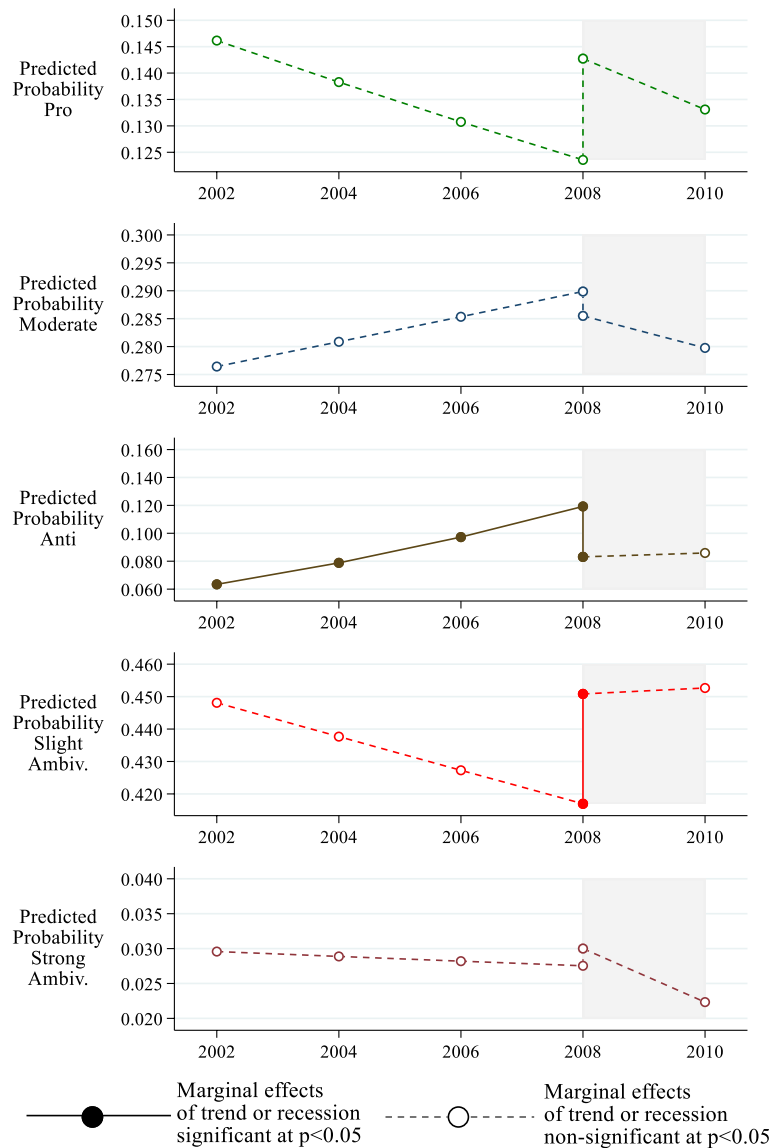 0.150
0.145
0.140
0.135
0.130
0.125
Predicted
Probability
Pro
2002 2004 2006 2008 2010
0.300
0.295
0.290
0.285
0.280
0.275
Predicted
Probability
Moderate
2002 2004 2006 2008 2010
0.160
0.140
0.120
0.100
0.080
0.060
Predicted
Probability
Anti
2002 2004 2006 2008 2010
0.460
0.450
0.440
0.430
0.420
Predicted
Probability
Slight
Ambiv.
2002 2004 2006 2008 2010
0.040
0.035
0.030
0.025
0.020
Predicted
Probability
Strong
Ambiv.
2002 2004 2006 2008 2010
Marginal effects
of trend or recession
significant at p<0.05
Marginal effects
of trend or recession
non-significant at p<0.05